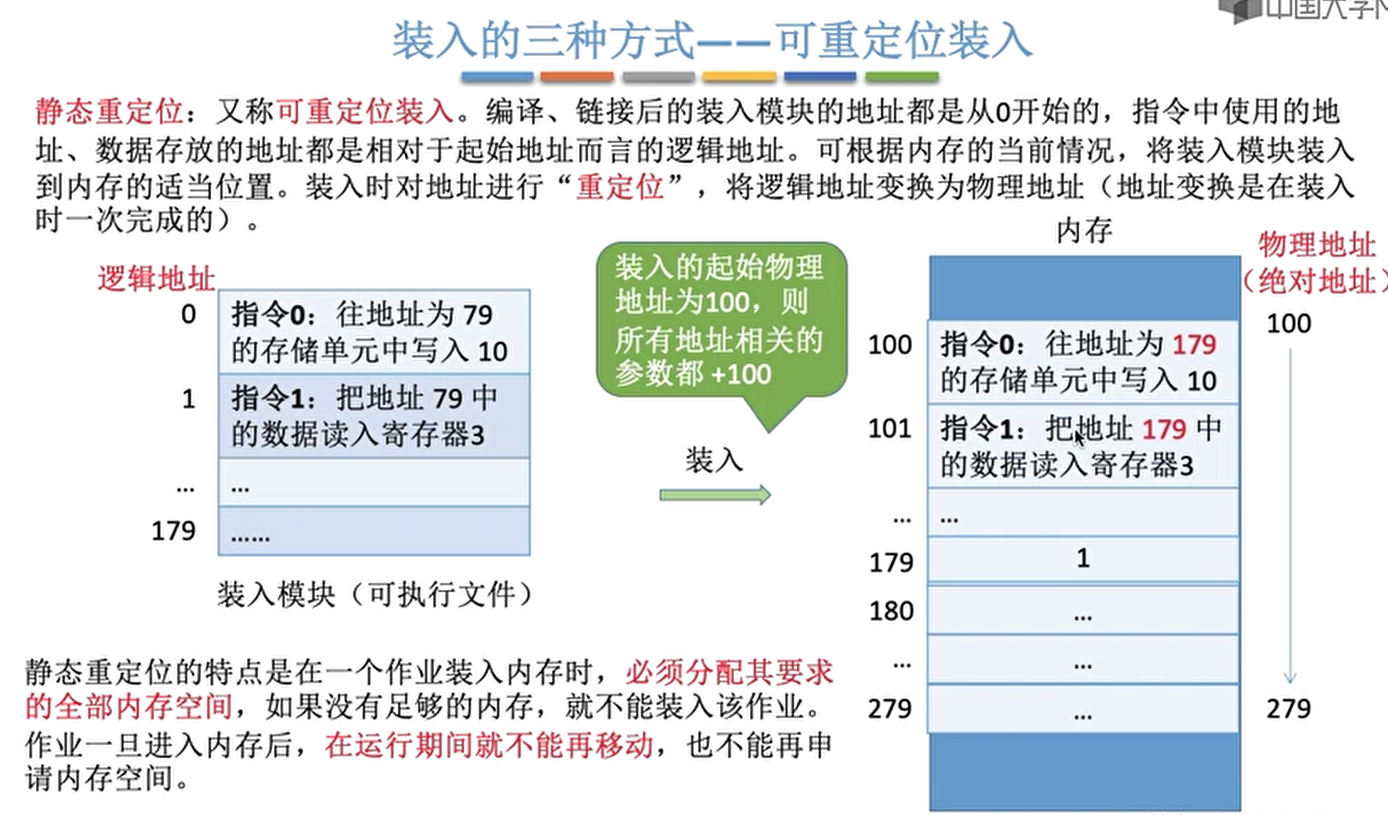 中国大学M
装入的三种方式——可重定位装入
静态重定位：又称可重定位装入。编译、链接后的装入模块的地址都是从0开始的，指令中使用的地
址、数据存放的地址都是相对于起始地址而言的逻辑地址。可根据内存的当前情况，将装入模块装入
到内存的适当位置。装入时对地址进行“重定位”，将逻辑地址变换为物理地址（地址变换是在装入
时一次完成的）。
逻辑地址
0
指令0：往地址为 79
的存储单元中写入 10
1
指令1：把地址 79 中
的数据读入寄存器3
...
...
179
......
装入模块（可执行文件）
装入的起始物理
地址为100，则
所有地址相关的
参数都 +100
装入
内存
物理地址
（绝对地址）
100
指令0：往地址为 179
的存储单元中写入 10
101
指令1：把地址 179 中
的数据读入寄存器3
...
...
179
1
180
...
...
...
279
...
100
279
静态重定位的特点是在一个作业装入内存时，必须分配其要求
的全部内存空间，如果没有足够的内存，就不能装入该作业。
作业一旦进入内存后，在运行期间就不能再移动，也不能再申
请内存空间。